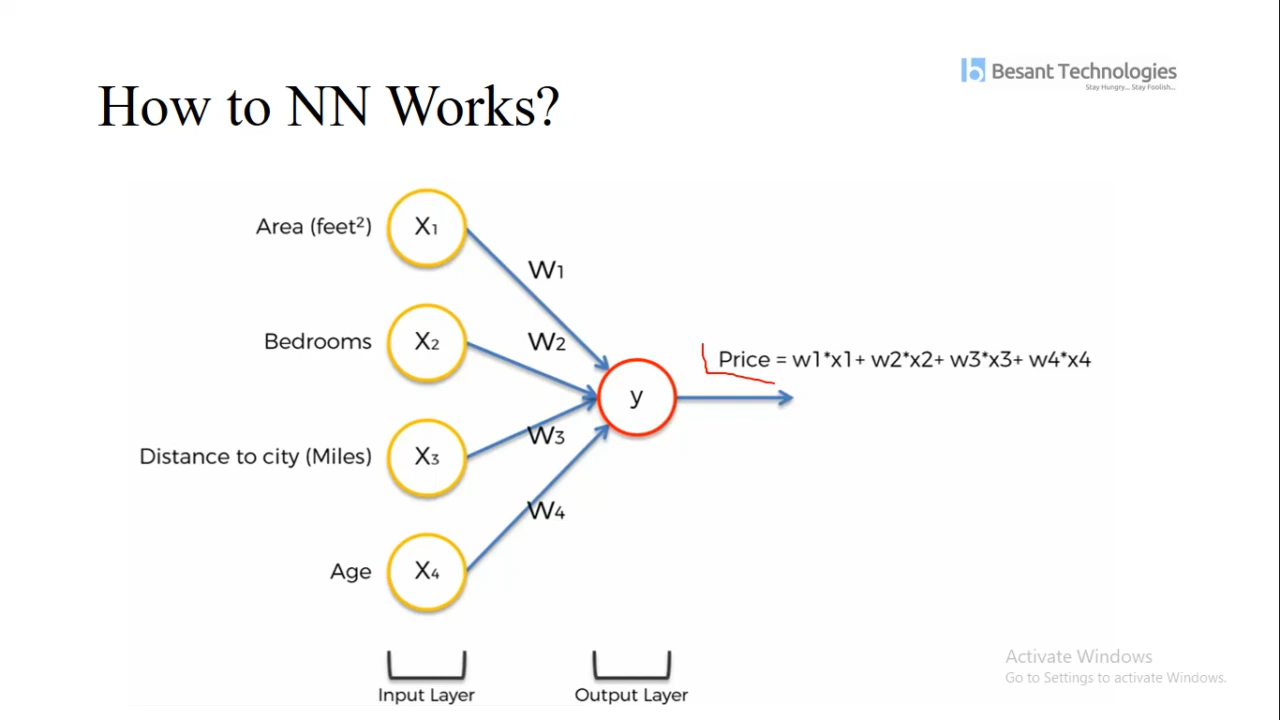 Besant Technologies
Stay Hungry... Stay Foolish...
How to NN Works?
Area (feet²) X1
W1
Bedrooms X2 W2
Price = w1*x1+ w2*x2+ w3*x3+ w4*x4
y
W3
Distance to city (Miles) X3
W4
Age X4
Input Layer Output Layer
Activate Windows
Go to Settings to activate Windows.